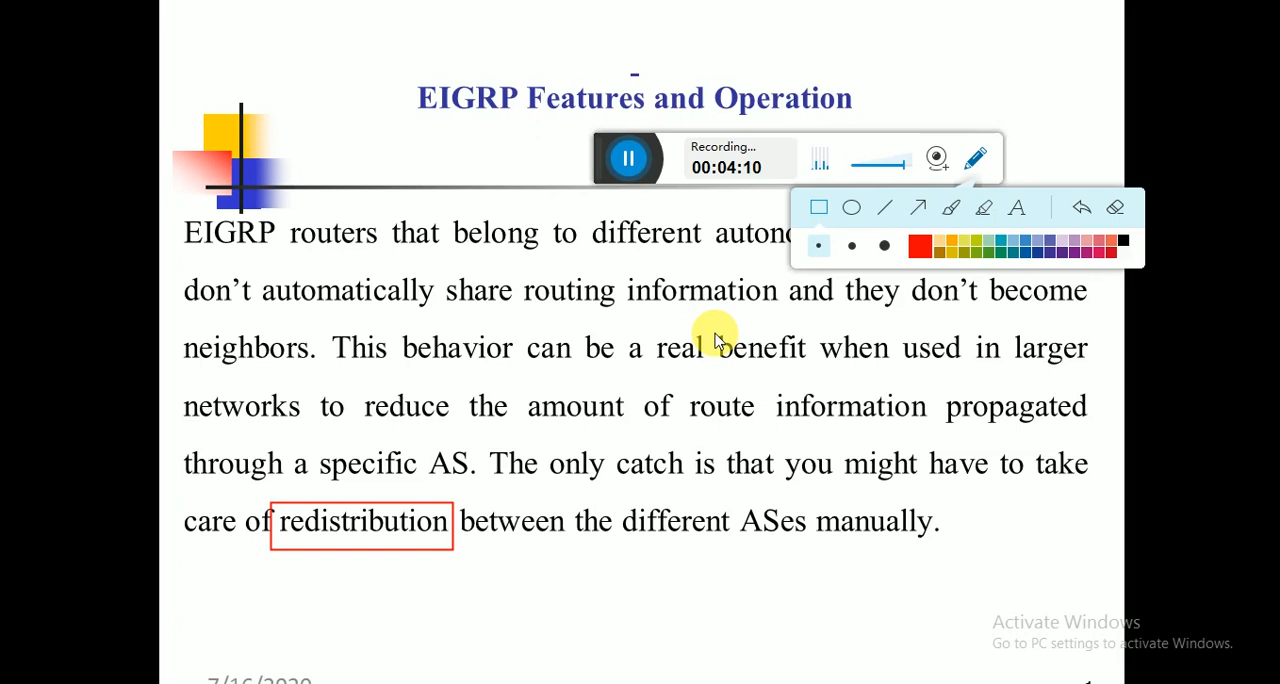 EIGRP Features and Operation
Recording...
00:04:10
EIGRP routers that belong to different
don’t automatically share routing information and they don’t become
neighbors. This behavior can be a real benefit when used in larger
networks to reduce the amount of route information propagated
through a specific AS. The only catch is that you might have to take
care of redistribution between the different ASes manually.
Activate Windows
Go to PC settings to activate Windows.
7/16/2020